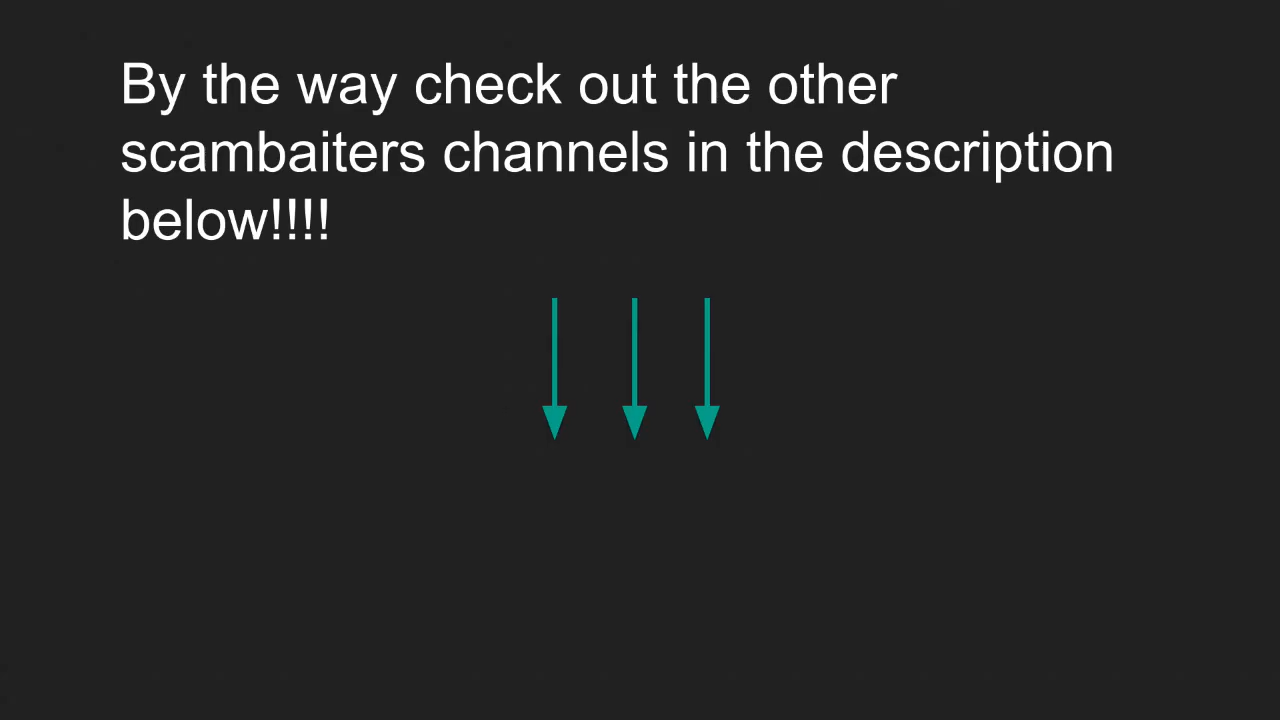 By the way check out the other
scambaiters channels in the description
below!!!!